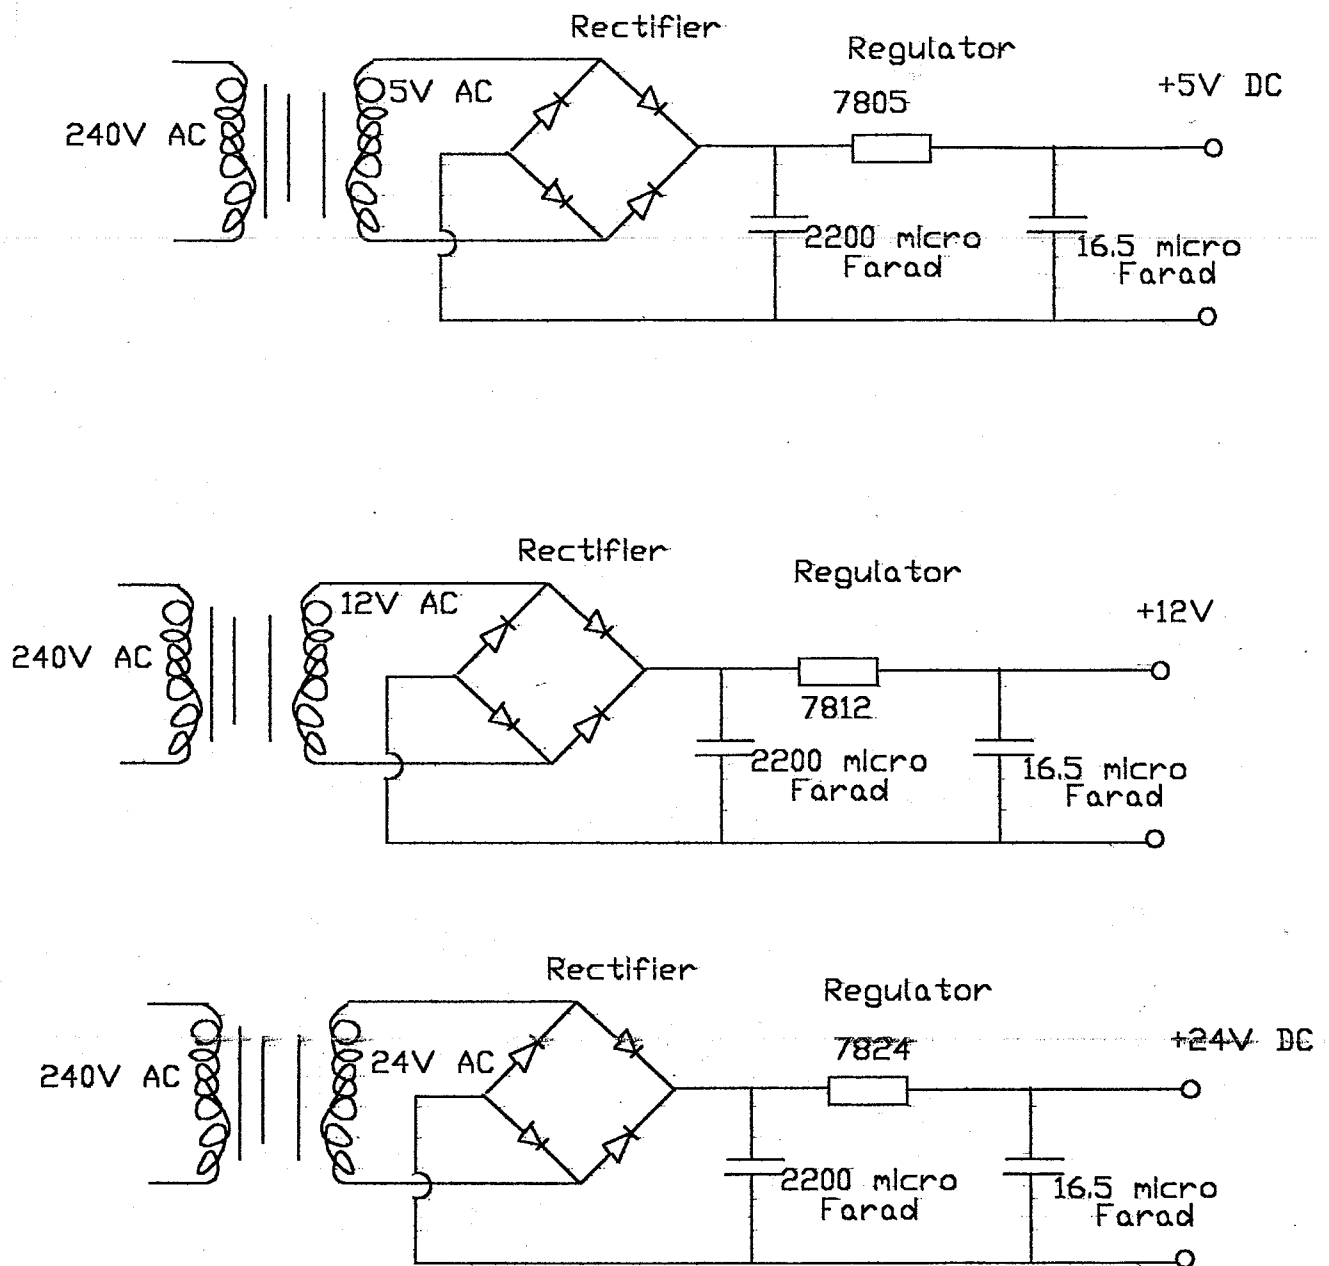 Rectifier
Regulator
5V AC
7805
+5V DC
240V AC
2200 micro
Farad
16.5 micro
Farad
Rectifier
Regulator
12V AC
+12V
240V AC
7812
2200 micro
Farad
16.5 micro
Farad
Rectifier
Regulator
24V AC
7824
+24V DC
240V AC
2200 micro
Farad
16.5 micro
Farad